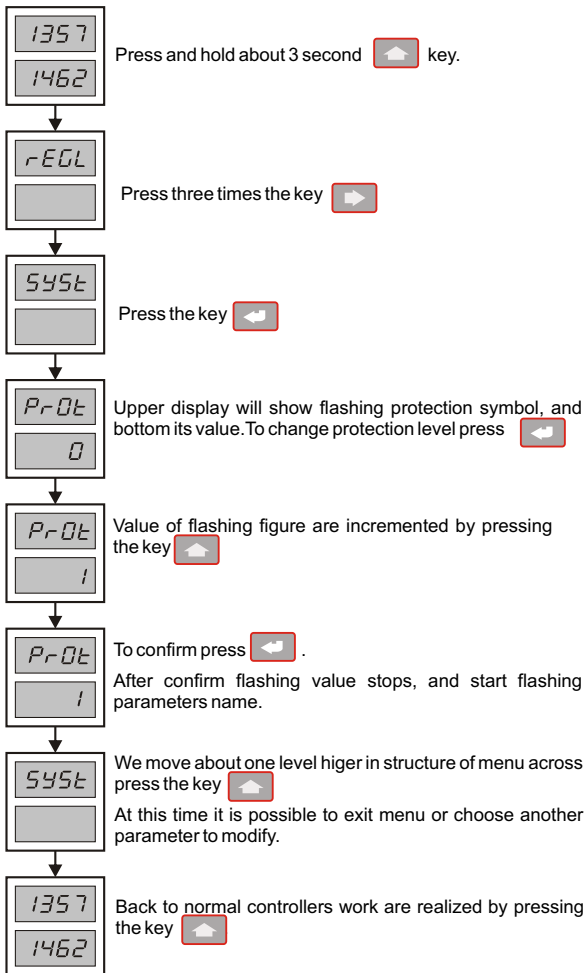 1357
Press and hold about 3 second key.
1462
rEGL
Press three times the key
SYSt
Press the key
Prot
Upper display will show flashing protection symbol, and
0
bottom its value.To change protection level press
Prot
Value of flashing figure are incremented by pressing
the key
1
Prot
To confirm press .
1
After confirm flashing value stops, and start flashing
parameters name.
We move about one level higer in structure of menu across
SYSt
press the key
At this time it is possible to exit menu or choose another
parameter to modify.
1357
Back to normal controllers work are realized by pressing
the key
1462